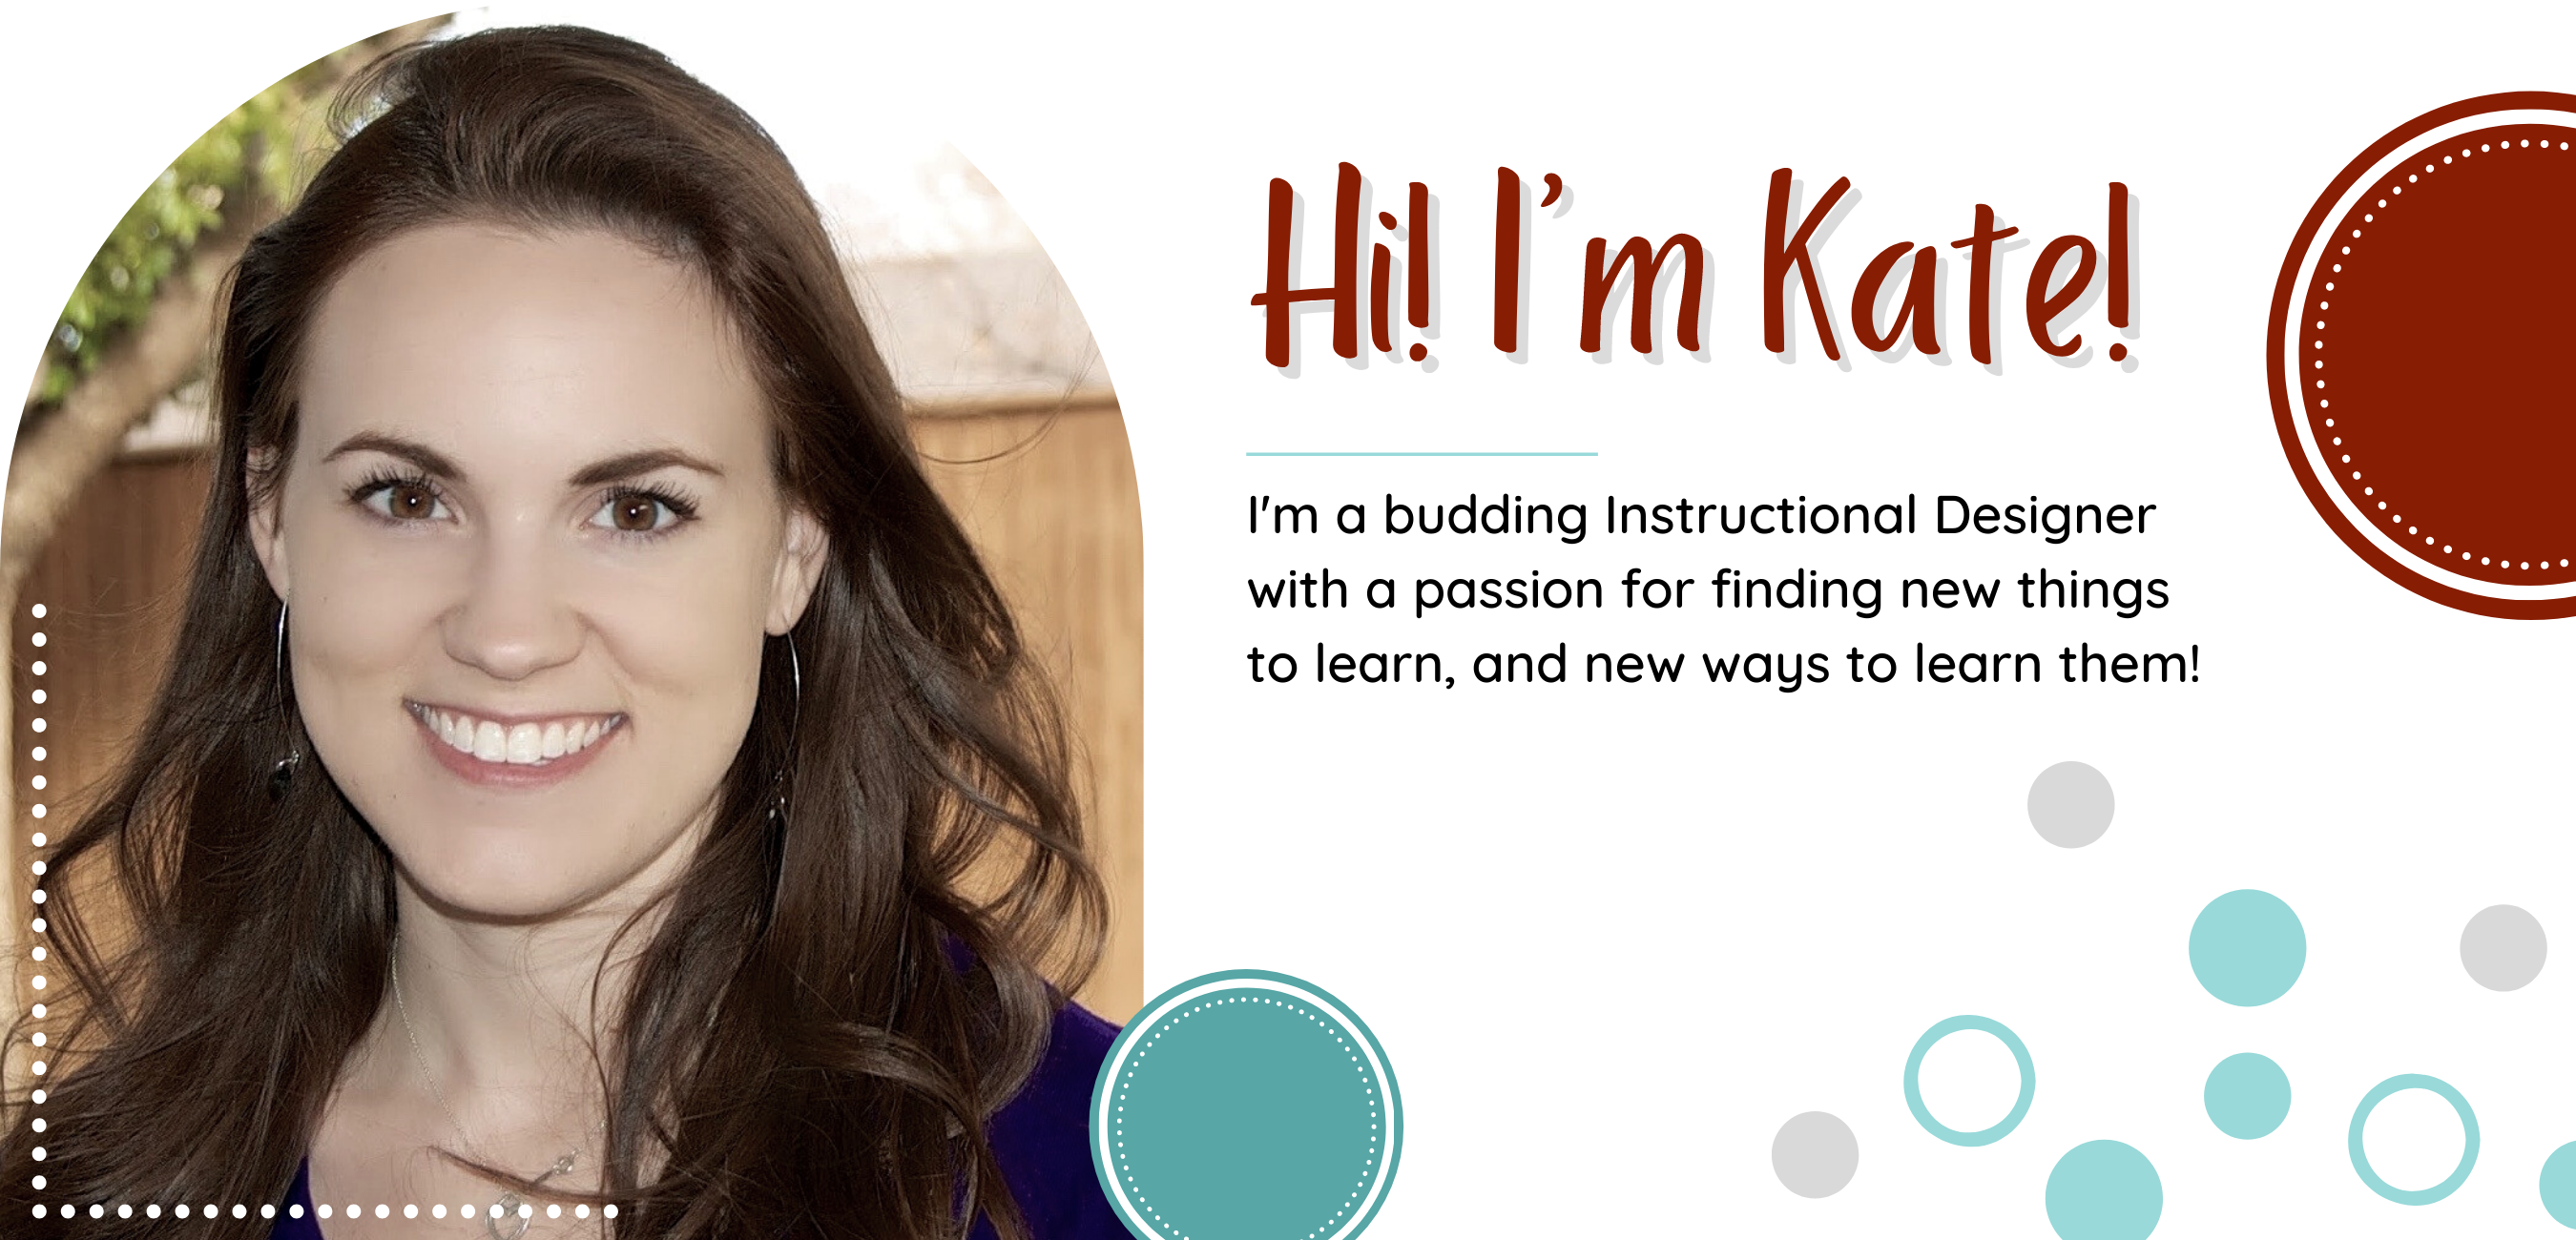 Hi! I’m Kate!
I'm a budding Instructional Designer
with a passion for finding new things
to learn, and new ways to learn them!